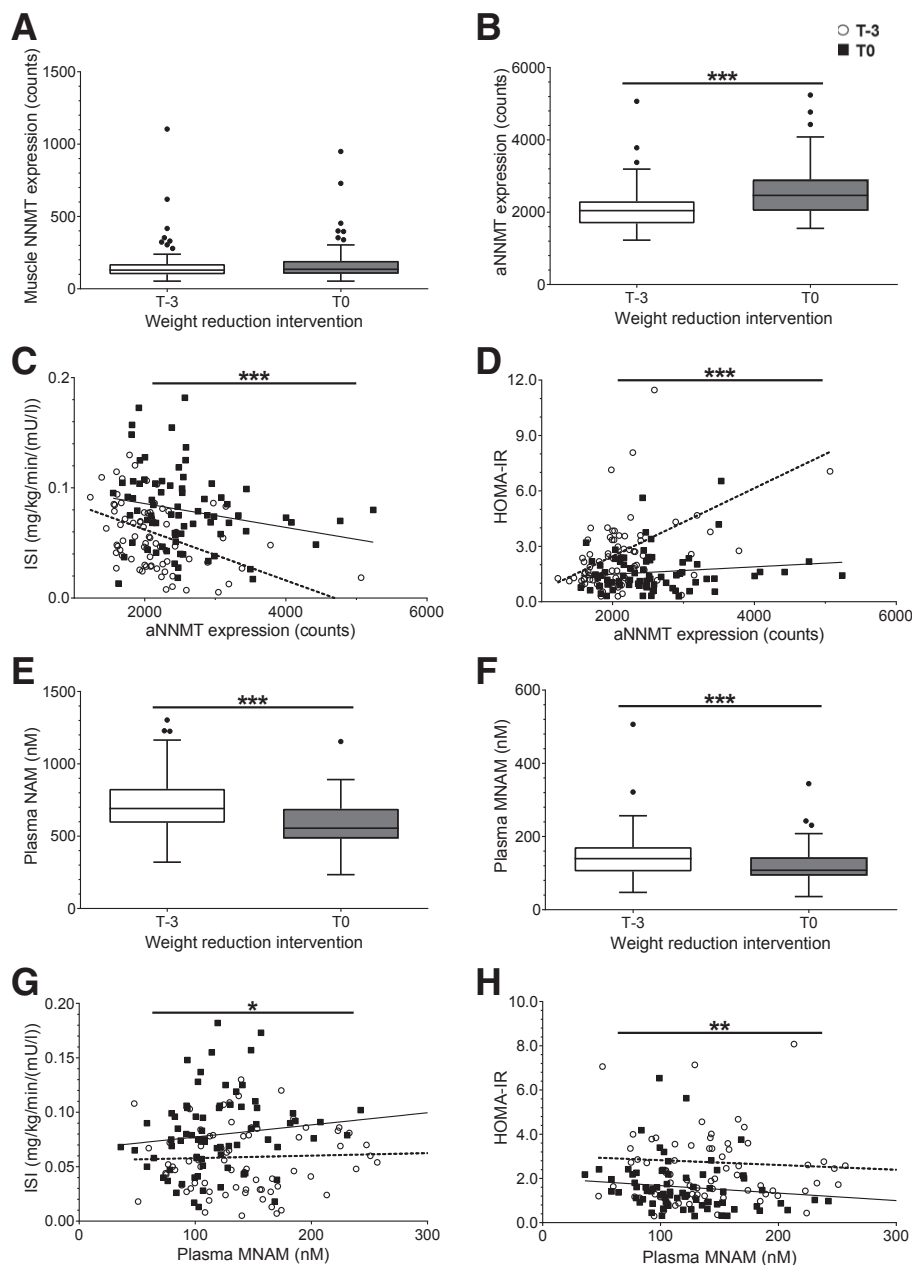 A
Muscle NNMT expression (counts)
1500
1000
500
0
T-3
T0
Weight reduction intervention
B
○ T-3
■ T0
aNNMT expression (counts)
6000
4000
2000
0
***
T-3
T0
Weight reduction intervention
C
ISI (mg/kg/min/(mU/l))
0.2
0.1
0.0
***
2000
4000
6000
aNNMT expression (counts)
D
HOMA-IR
12.0
9.0
6.0
3.0
0.0
***
2000
4000
6000
aNNMT expression (counts)
E
Plasma NAM (nM)
1500
1000
500
0
***
T-3
T0
Weight reduction intervention
F
Plasma MNAM (nM)
600
400
200
0
***
T-3
T0
Weight reduction intervention
G
ISI (mg/kg/min/(mU/l))
0.20
0.15
0.10
0.05
0.00
*
0
100
200
300
Plasma MNAM (nM)
H
HOMA-IR
10.0
8.0
6.0
4.0
2.0
0.0
**
0
100
200
300
Plasma MNAM (nM)